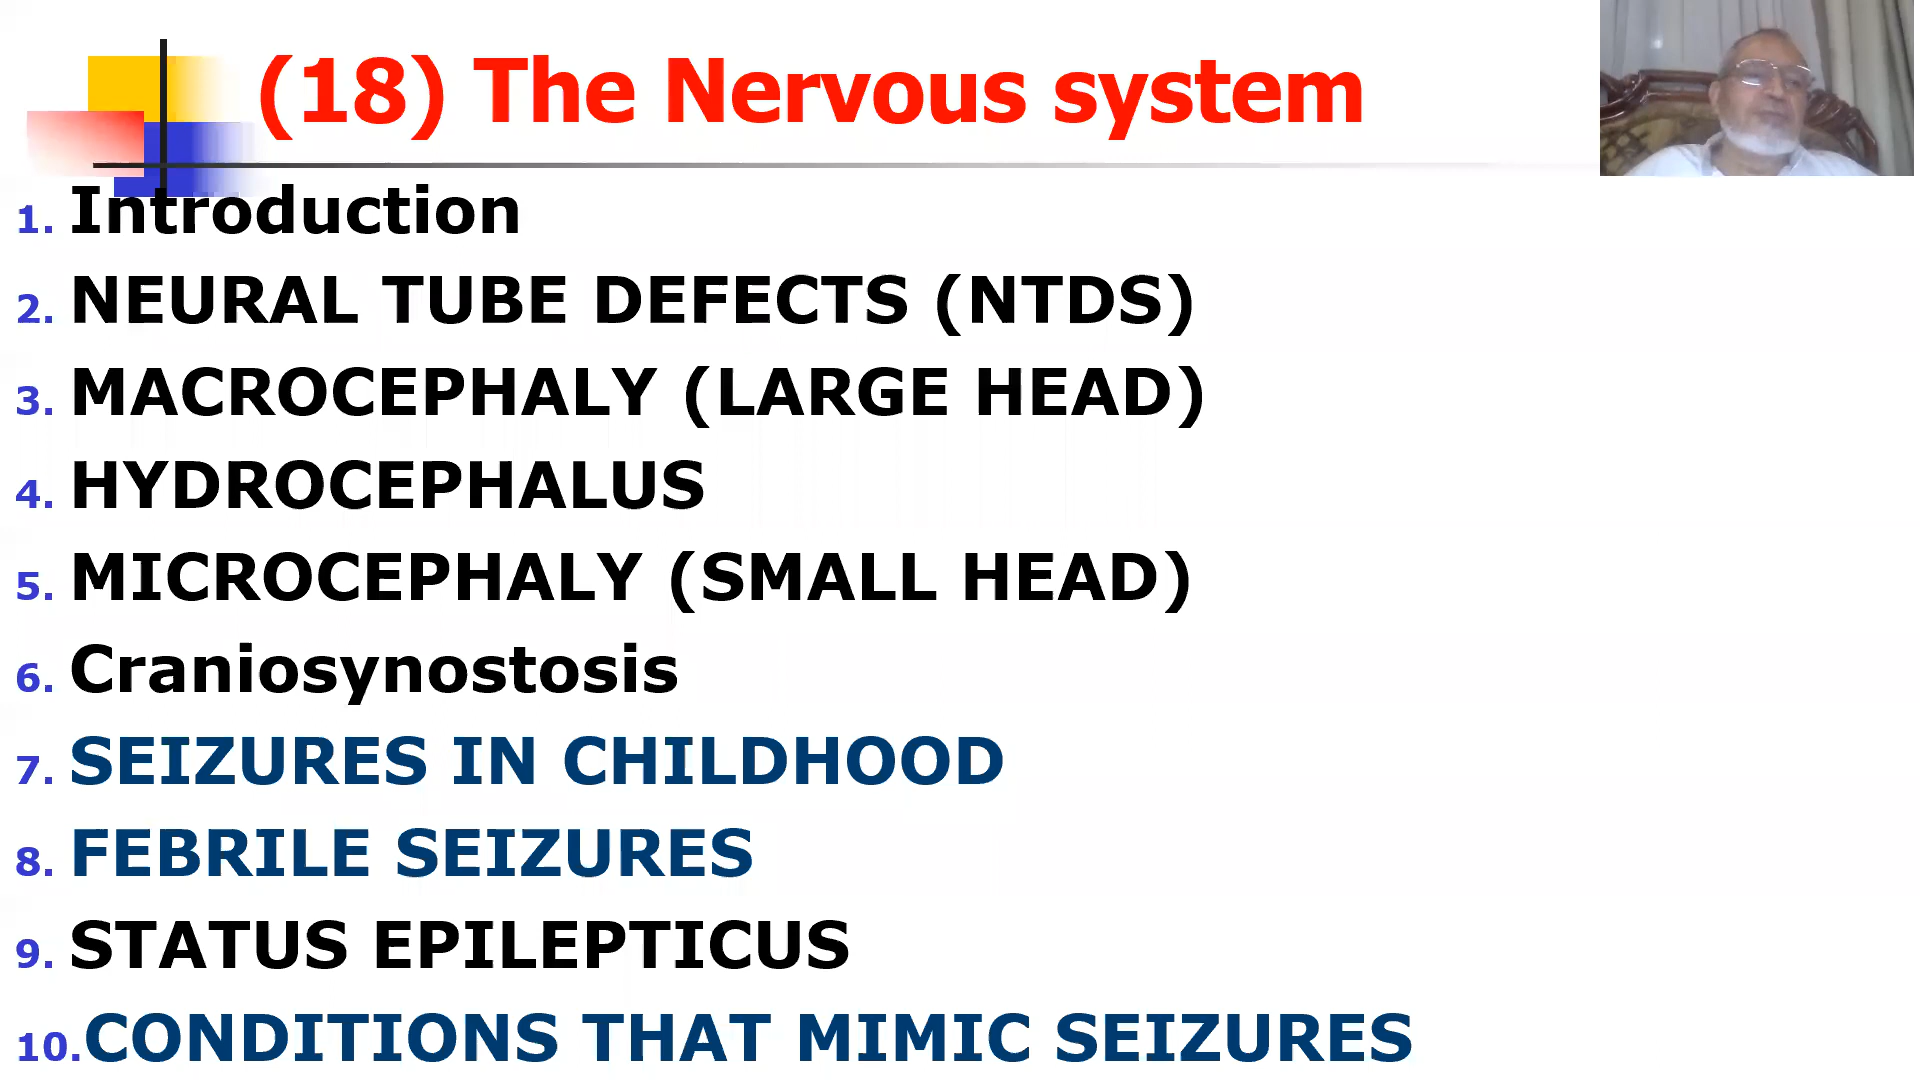 (18) The Nervous system
1. Introduction
2. NEURAL TUBE DEFECTS (NTDS)
3. MACROCEPHALY (LARGE HEAD)
4. HYDROCEPHALUS
5. MICROCEPHALY (SMALL HEAD)
6. Craniosynostosis
7. SEIZURES IN CHILDHOOD
8. FEBRILE SEIZURES
9. STATUS EPILEPTICUS
10. CONDITIONS THAT MIMIC SEIZURES